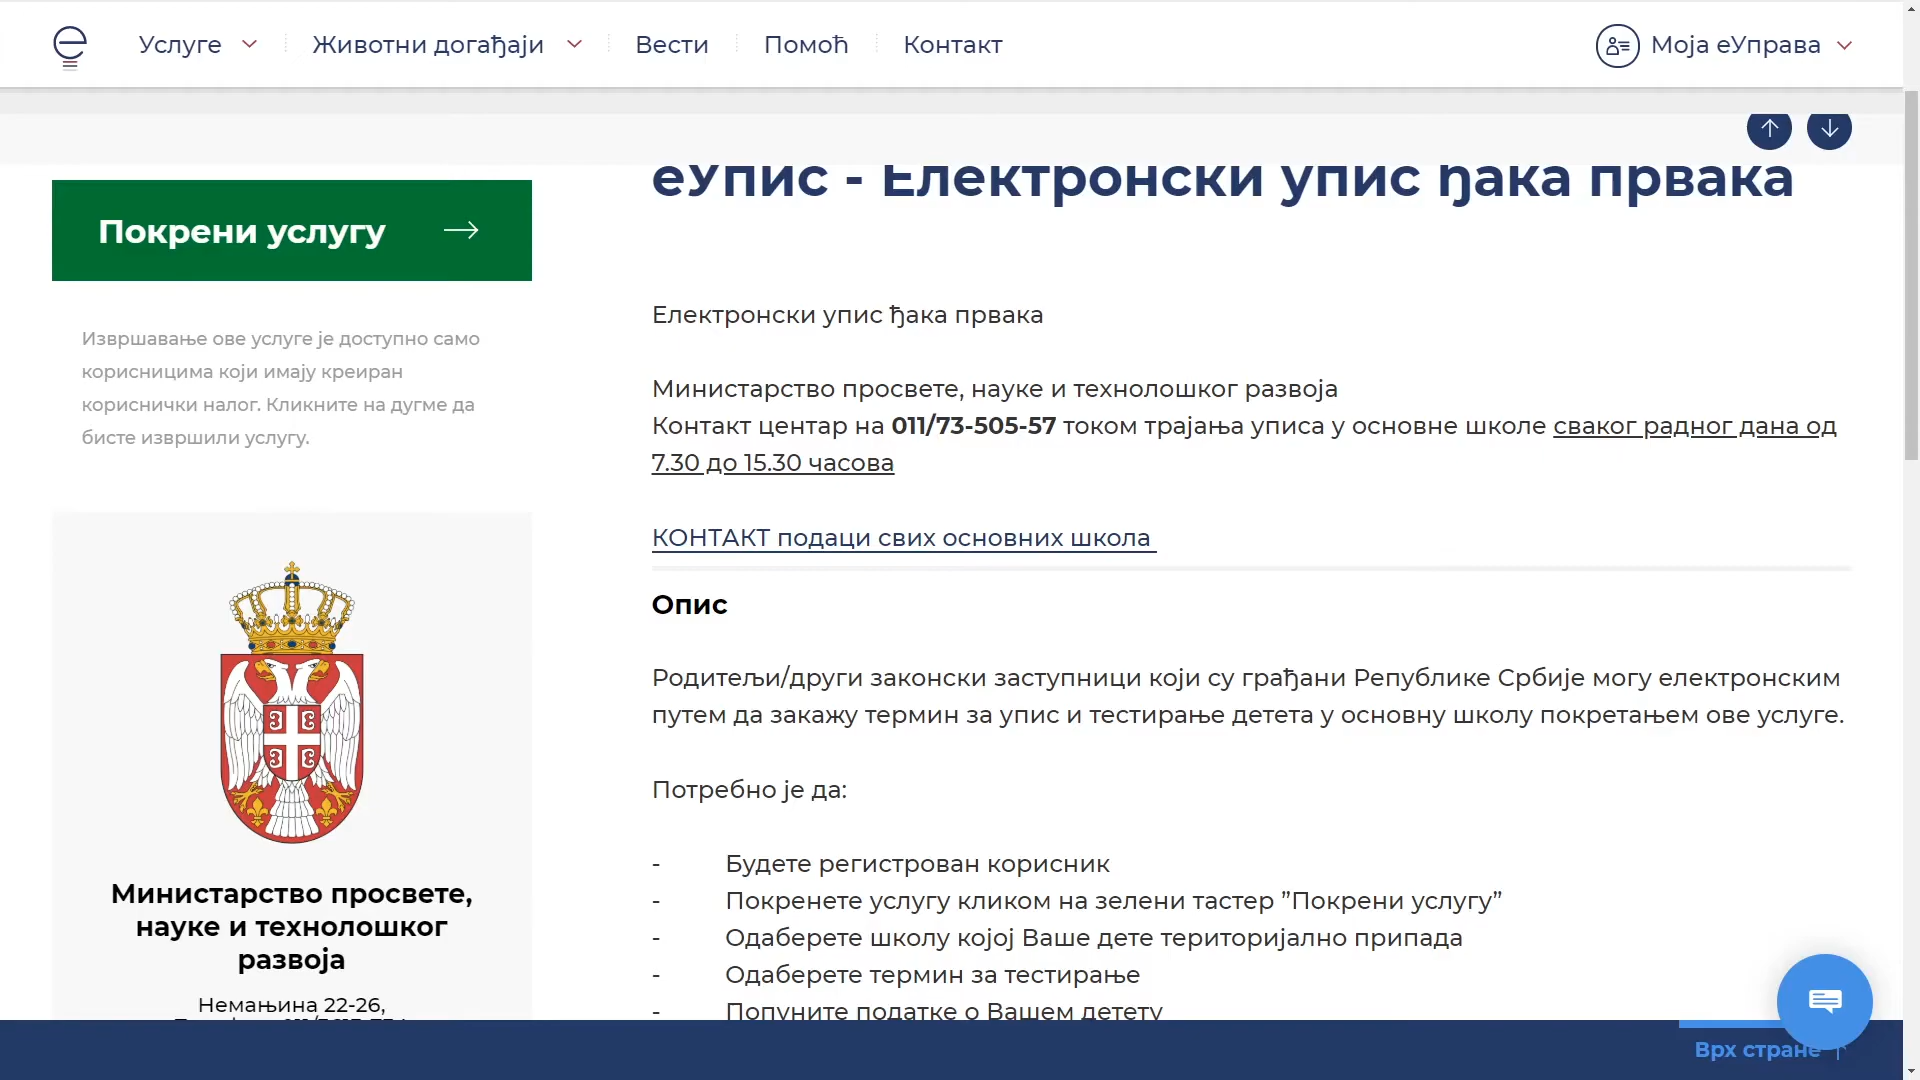 Услуге
Животни догађаји
Вести
Помоћ
Контакт
Моја еУправа
еУпис - Електронски упис ђака првака
Покрени услугу
Извршавање ове услуге је доступно само
корисницима који имају креиран
кориснички налог. Кликните на дугме да
бисте извршили услугу.
Министарство просвете,
науке и технолошког
развоја
Немањина 22-26,
Електронски упис ђака првака
Министарство просвете, науке и технолошког развоја
Контакт центар на 011/73-505-57 током трајања уписа у основне школе сваког радног дана од
7.30 до 15.30 часова
КОНТАКТ подаци свих основних школа
Опис
Родитељи/други законски заступници који су грађани Републике Србије могу електронским
путем да закажу термин за упис и тестирање детета у основну школу покретањем ове услуге.
Потребно је да:
- Будете регистрован корисник
- Покренете услугу кликом на зелени тастер ”Покрени услугу”
- Одаберете школу којој Ваше дете територијално припада
- Одаберете термин за тестирање
- Попуните податке о Вашем детету
Врх стране